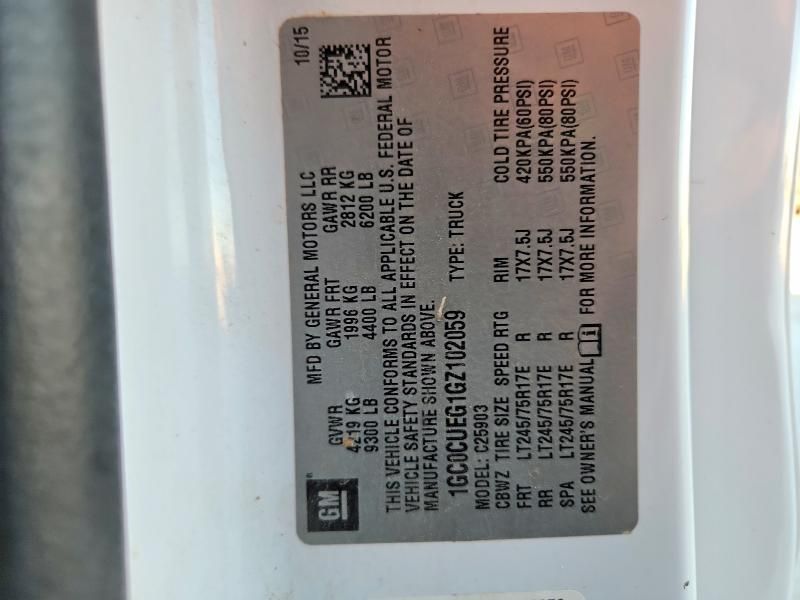 GM
MFD BY GENERAL MOTORS LLC 10/15
GVWR GAWR FRT GAWR RR
4219 KG 1996 KG 2812 KG
9300 LB 4400 LB 6200 LB
THIS VEHICLE CONFORMS TO ALL APPLICABLE U.S. FEDERAL MOTOR
VEHICLE SAFETY STANDARDS IN EFFECT ON THE DATE OF
MANUFACTURE SHOWN ABOVE.
1GC0CUEG1GZ102059 TYPE: TRUCK
MODEL: C25903
CBWZ TIRE SIZE SPEED RTG RIM COLD TIRE PRESSURE
FRT LT245/75R17E R 17X7.5J 420KPA(60PSI)
RR LT245/75R17E R 17X7.5J 550KPA(80PSI)
SPA LT245/75R17E R 17X7.5J 550KPA(80PSI)
SEE OWNER'S MANUAL FOR MORE INFORMATION.